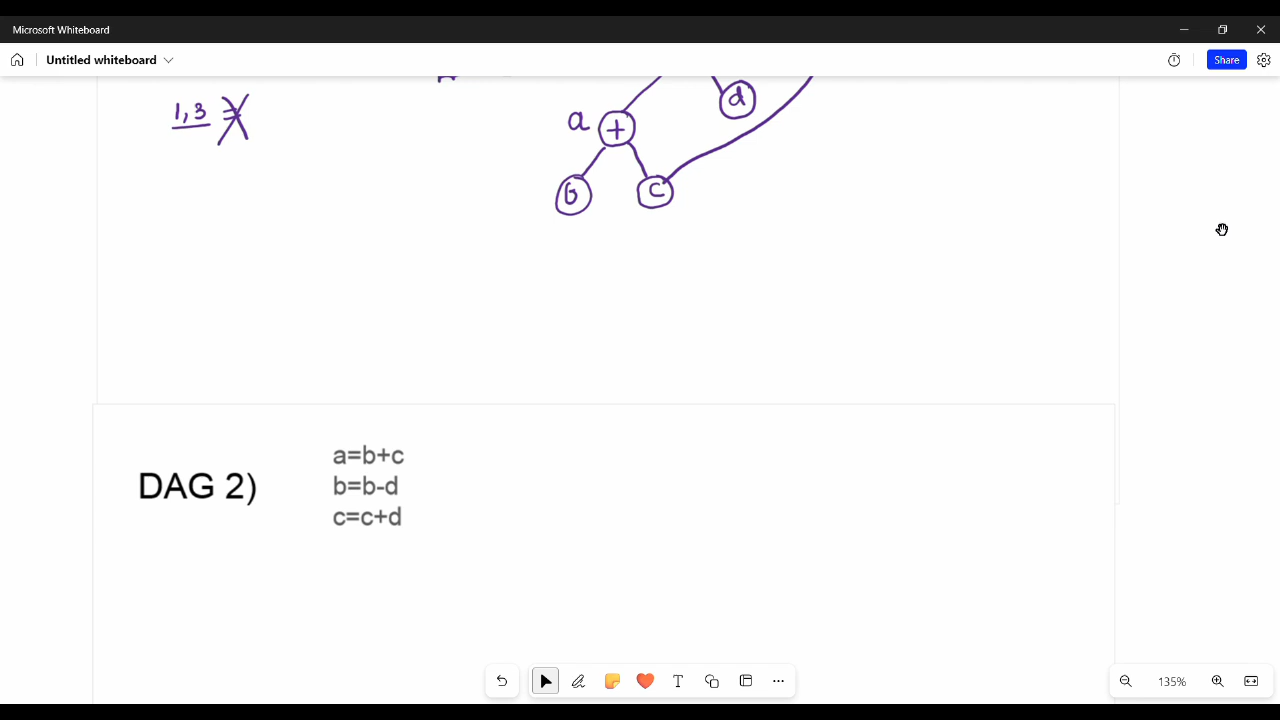 Microsoft Whiteboard
Untitled whiteboard
Share
1,3
d
a +
b c
DAG 2)
a=b+c
b=b-d
c=c+d
T
135%